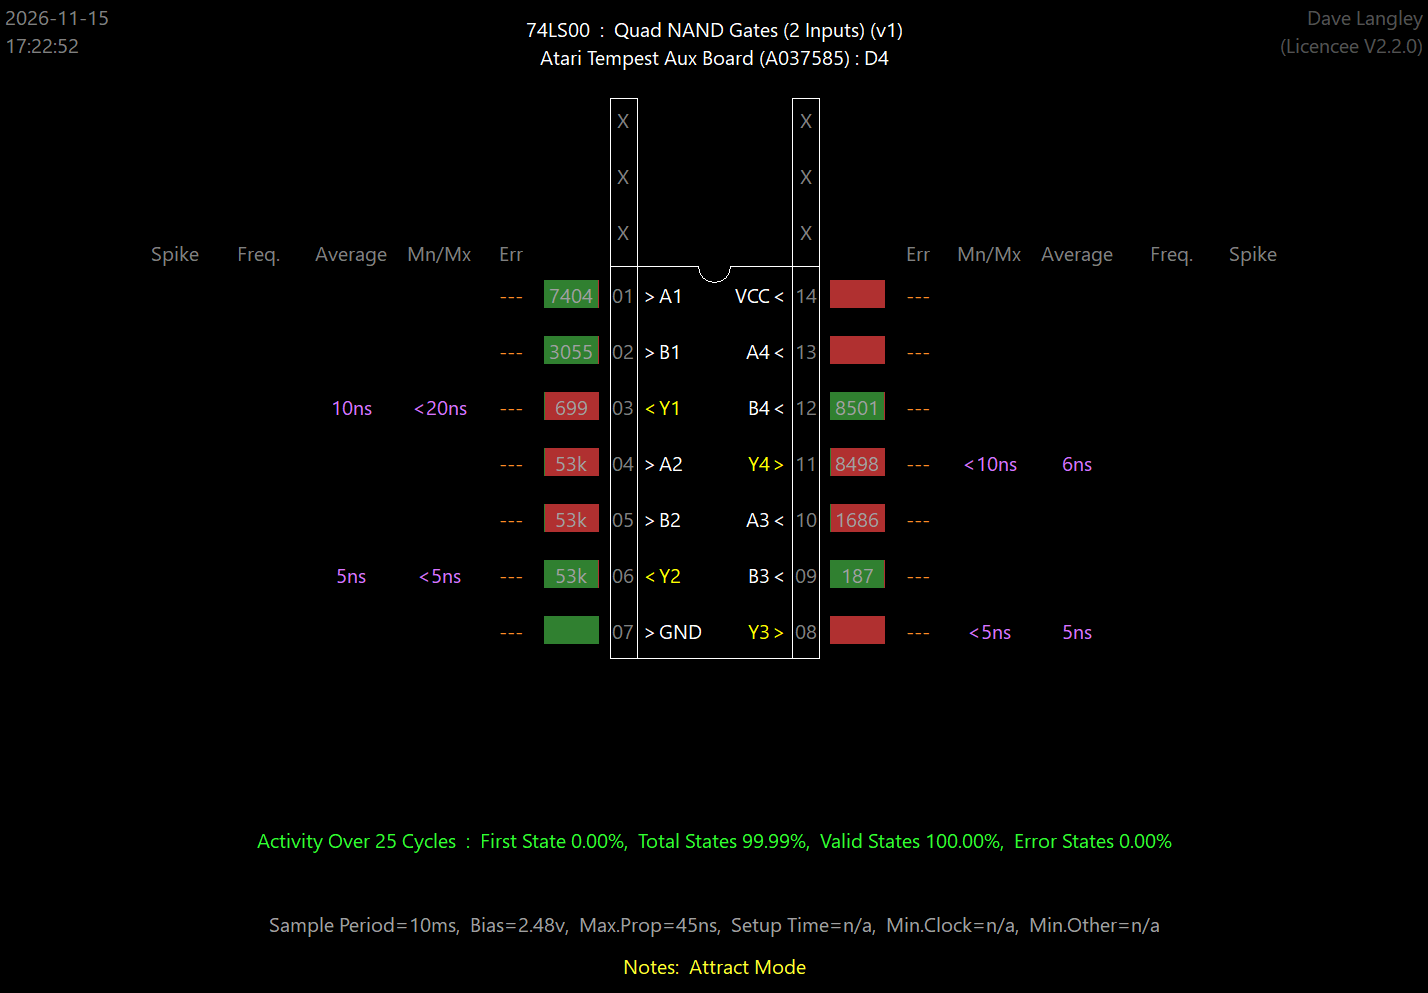 2026-11-15
17:22:52
74LS00 : Quad NAND Gates (2 Inputs) (v1)
Atari Tempest Aux Board (A037585) : D4
Dave Langley
(Licencee V2.2.0)
X X
X X
X X
Spike Freq. Average Mn/Mx Err Err Mn/Mx Average Freq. Spike
--- 7404 01 >A1 VCC< 14 ---
--- 3055 02 >B1 A4< 13 ---
10ns <20ns --- 699 03 <Y1 B4< 12 8501 ---
--- 53k 04 >A2 Y4> 11 8498 --- <10ns 6ns
--- 53k 05 >B2 A3< 10 1686 ---
5ns <5ns --- 53k 06 <Y2 B3< 09 187 ---
--- 07 >GND Y3> 08 --- <5ns 5ns
Activity Over 25 Cycles : First State 0.00%, Total States 99.99%, Valid States 100.00%, Error States 0.00%
Sample Period=10ms, Bias=2.48v, Max.Prop=45ns, Setup Time=n/a, Min.Clock=n/a, Min.Other=n/a
Notes: Attract Mode